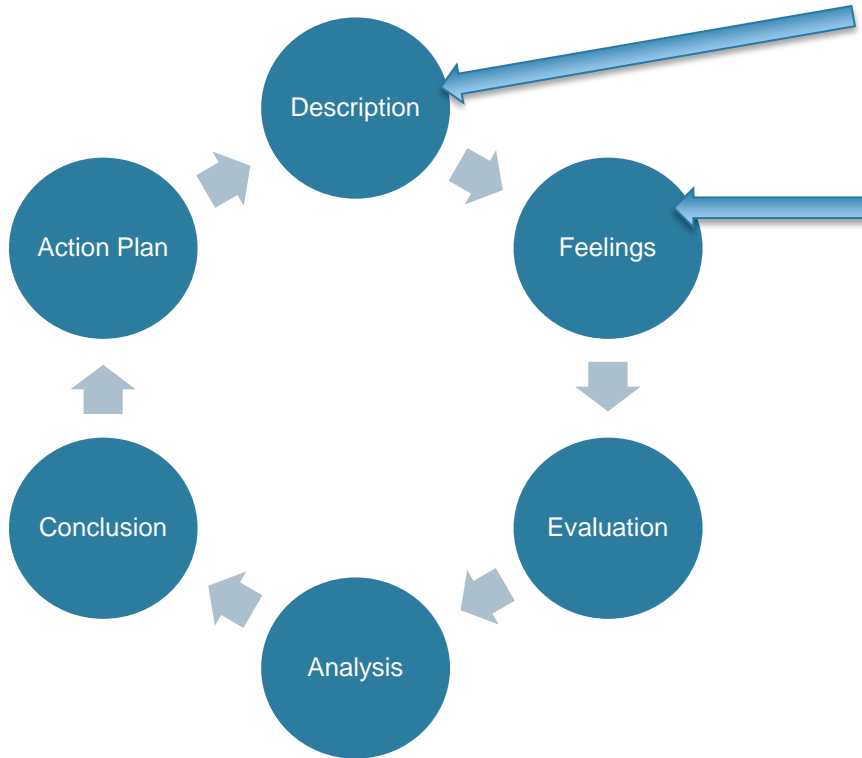 Description
Feelings
Evaluation
Analysis
Conclusion
Action Plan